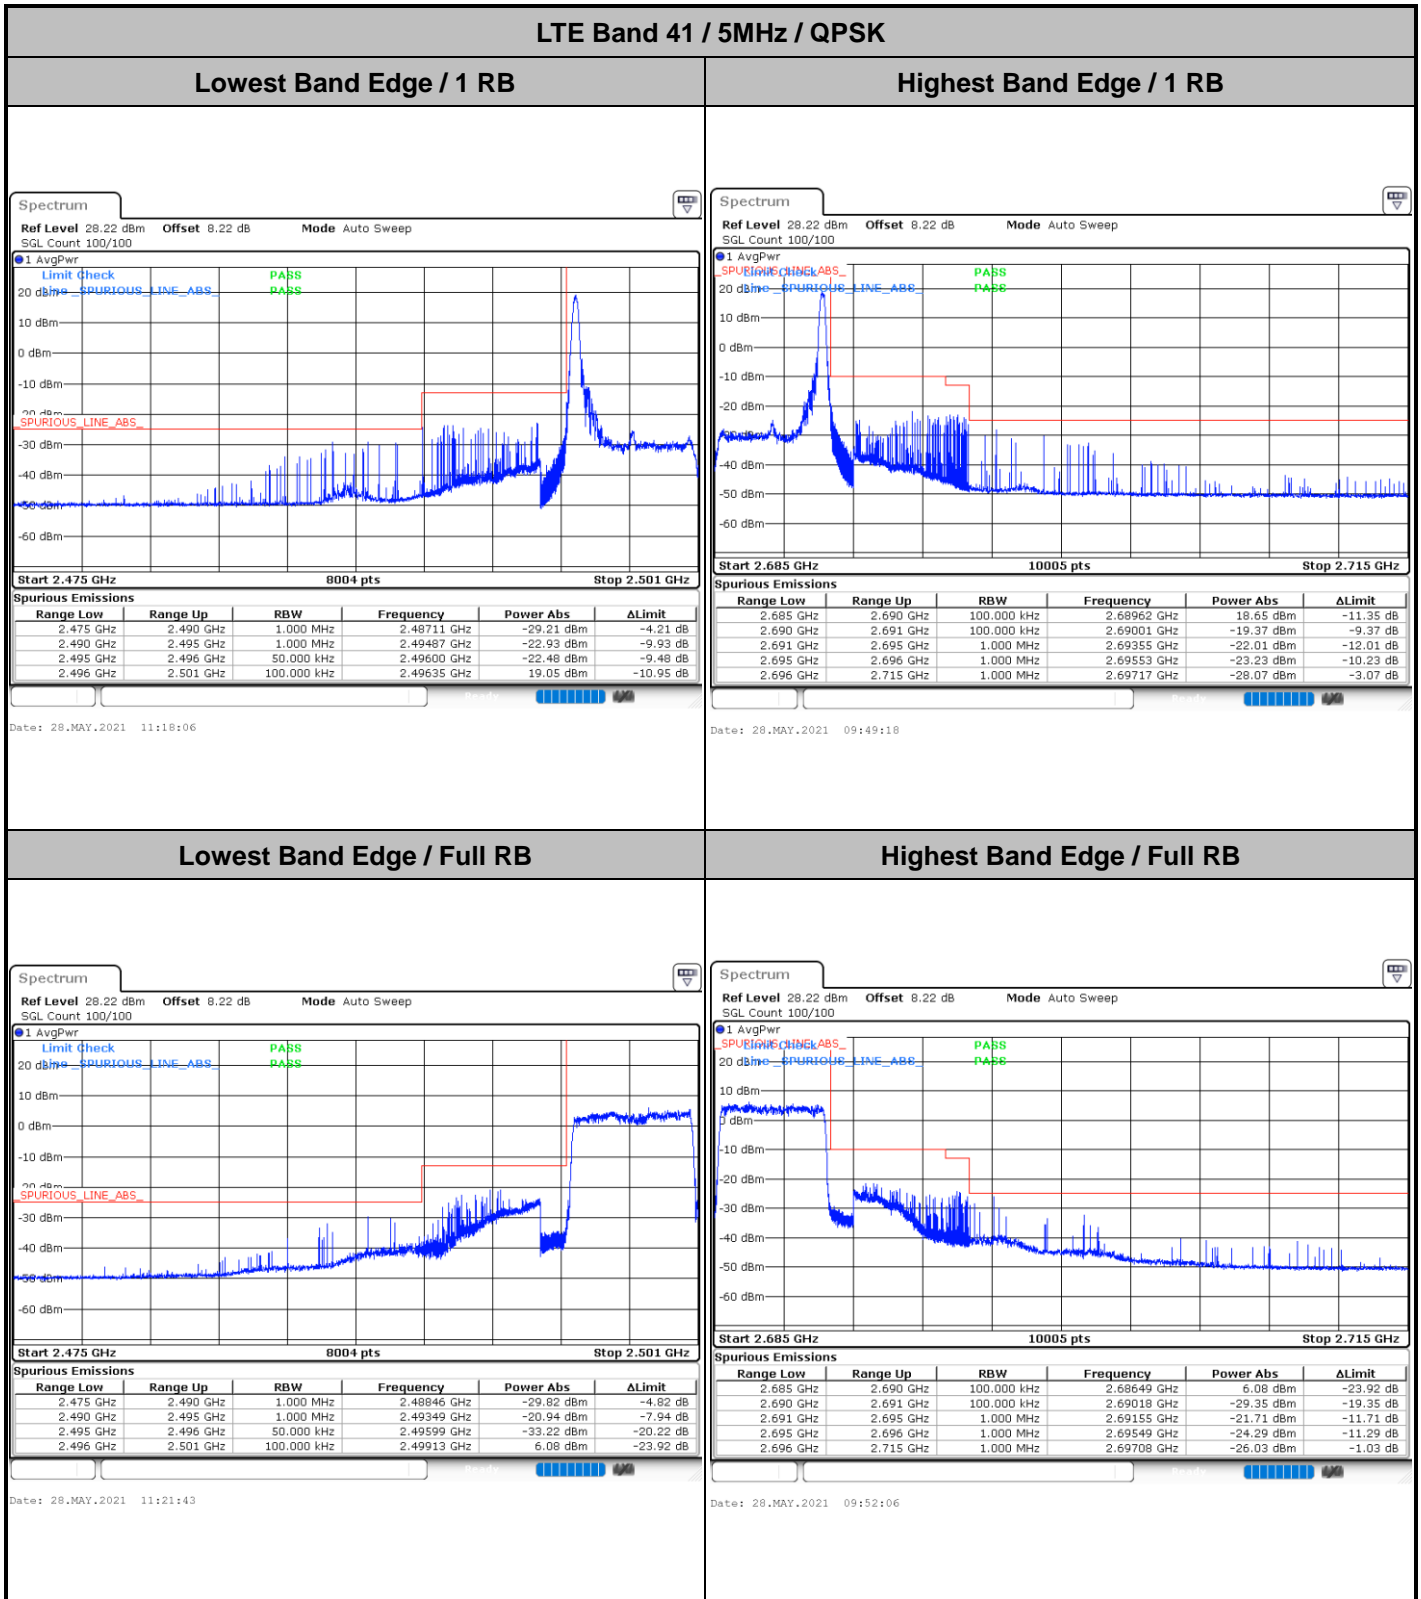 LTE Band 41 / 5MHz / QPSK
Lowest Band Edge / 1 RB
Highest Band Edge / 1 RB
Spectrum
Ref Level 28.22 dBm Offset 8.22 dB Mode Auto Sweep
SGL Count 100/100
1 AvgPwr
Limit Check PASS
Line _SPURIOUS_LINE_ABS_ PASS
20 dBm
10 dBm
0 dBm
-10 dBm
-20 dBm
_SPURIOUS_LINE_ABS_
-30 dBm
-40 dBm
-50 dBm
-60 dBm
Start 2.475 GHz 8004 pts Stop 2.501 GHz
Spurious Emissions
Range Low Range Up RBW Frequency Power Abs ΔLimit
2.475 GHz 2.490 GHz 1.000 MHz 2.48711 GHz -29.21 dBm -4.21 dB
2.490 GHz 2.495 GHz 1.000 MHz 2.49487 GHz -22.93 dBm -9.93 dB
2.495 GHz 2.496 GHz 50.000 kHz 2.49600 GHz -22.48 dBm -9.48 dB
2.496 GHz 2.501 GHz 100.000 kHz 2.49635 GHz 19.05 dBm -10.95 dB
Ready
Date: 28.MAY.2021 11:18:06
Spectrum
Ref Level 28.22 dBm Offset 8.22 dB Mode Auto Sweep
SGL Count 100/100
1 AvgPwr
_SPURIOUS_LINE_ABS_
Limit Check PASS
Line _SPURIOUS_LINE_ABS_ PASS
20 dBm
10 dBm
0 dBm
-10 dBm
-20 dBm
-30 dBm
-40 dBm
-50 dBm
-60 dBm
Start 2.685 GHz 10005 pts Stop 2.715 GHz
Spurious Emissions
Range Low Range Up RBW Frequency Power Abs ΔLimit
2.685 GHz 2.690 GHz 100.000 kHz 2.68962 GHz 18.65 dBm -11.35 dB
2.690 GHz 2.691 GHz 100.000 kHz 2.69001 GHz -19.37 dBm -9.37 dB
2.691 GHz 2.695 GHz 1.000 MHz 2.69355 GHz -22.01 dBm -12.01 dB
2.695 GHz 2.696 GHz 1.000 MHz 2.69553 GHz -23.23 dBm -10.23 dB
2.696 GHz 2.715 GHz 1.000 MHz 2.69717 GHz -28.07 dBm -3.07 dB
Ready
Date: 28.MAY.2021 09:49:18
Lowest Band Edge / Full RB
Highest Band Edge / Full RB
Spectrum
Ref Level 28.22 dBm Offset 8.22 dB Mode Auto Sweep
SGL Count 100/100
1 AvgPwr
Limit Check PASS
Line _SPURIOUS_LINE_ABS_ PASS
20 dBm
10 dBm
0 dBm
-10 dBm
-20 dBm
_SPURIOUS_LINE_ABS_
-30 dBm
-40 dBm
-50 dBm
-60 dBm
Start 2.475 GHz 8004 pts Stop 2.501 GHz
Spurious Emissions
Range Low Range Up RBW Frequency Power Abs ΔLimit
2.475 GHz 2.490 GHz 1.000 MHz 2.48846 GHz -29.82 dBm -4.82 dB
2.490 GHz 2.495 GHz 1.000 MHz 2.49349 GHz -20.94 dBm -7.94 dB
2.495 GHz 2.496 GHz 50.000 kHz 2.49599 GHz -33.22 dBm -20.22 dB
2.496 GHz 2.501 GHz 100.000 kHz 2.49913 GHz 6.08 dBm -23.92 dB
Ready
Date: 28.MAY.2021 11:21:43
Spectrum
Ref Level 28.22 dBm Offset 8.22 dB Mode Auto Sweep
SGL Count 100/100
1 AvgPwr
_SPURIOUS_LINE_ABS_
Limit Check PASS
Line _SPURIOUS_LINE_ABS_ PASS
20 dBm
10 dBm
0 dBm
-10 dBm
-20 dBm
-30 dBm
-40 dBm
-50 dBm
-60 dBm
Start 2.685 GHz 10005 pts Stop 2.715 GHz
Spurious Emissions
Range Low Range Up RBW Frequency Power Abs ΔLimit
2.685 GHz 2.690 GHz 100.000 kHz 2.68649 GHz 6.08 dBm -23.92 dB
2.690 GHz 2.691 GHz 100.000 kHz 2.69018 GHz -29.35 dBm -19.35 dB
2.691 GHz 2.695 GHz 1.000 MHz 2.69155 GHz -21.71 dBm -11.71 dB
2.695 GHz 2.696 GHz 1.000 MHz 2.69549 GHz -24.29 dBm -11.29 dB
2.696 GHz 2.715 GHz 1.000 MHz 2.69708 GHz -26.03 dBm -1.03 dB
Ready
Date: 28.MAY.2021 09:52:06